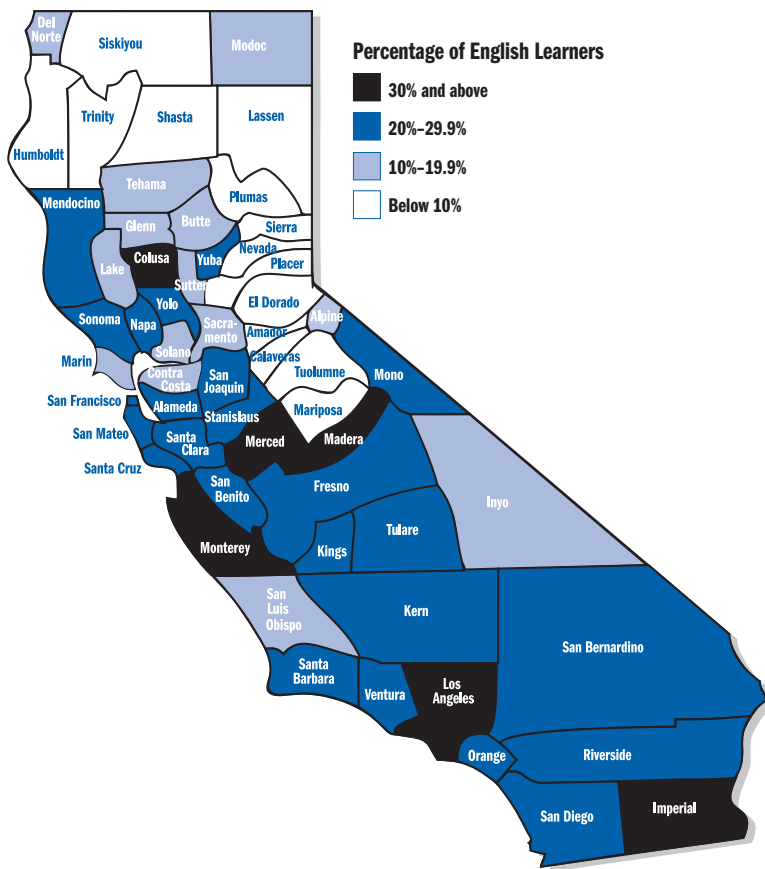 Del
Norte
Siskiyou
Modoc
Percentage of English Learners
30% and above
20%–29.9%
10%–19.9%
Below 10%
Humboldt
Trinity
Shasta
Lassen
Mendocino
Tehama
Plumas
Glenn
Butte
Sierra
Lake
Colusa
Yuba
Nevada
Placer
Sutter
Sonoma
Napa
Yolo
El Dorado
Sacra-
mento
Amador
Alpine
Marin
Solano
Calaveras
Contra
Costa
San
Joaquin
Tuolumne
Mono
San Francisco
Alameda
Stanislaus
Mariposa
San Mateo
Santa
Clara
Merced
Madera
Santa Cruz
San
Benito
Fresno
Inyo
Monterey
Kings
Tulare
San
Luis
Obispo
Kern
San Bernardino
Santa
Barbara
Ventura
Los
Angeles
Orange
Riverside
San Diego
Imperial